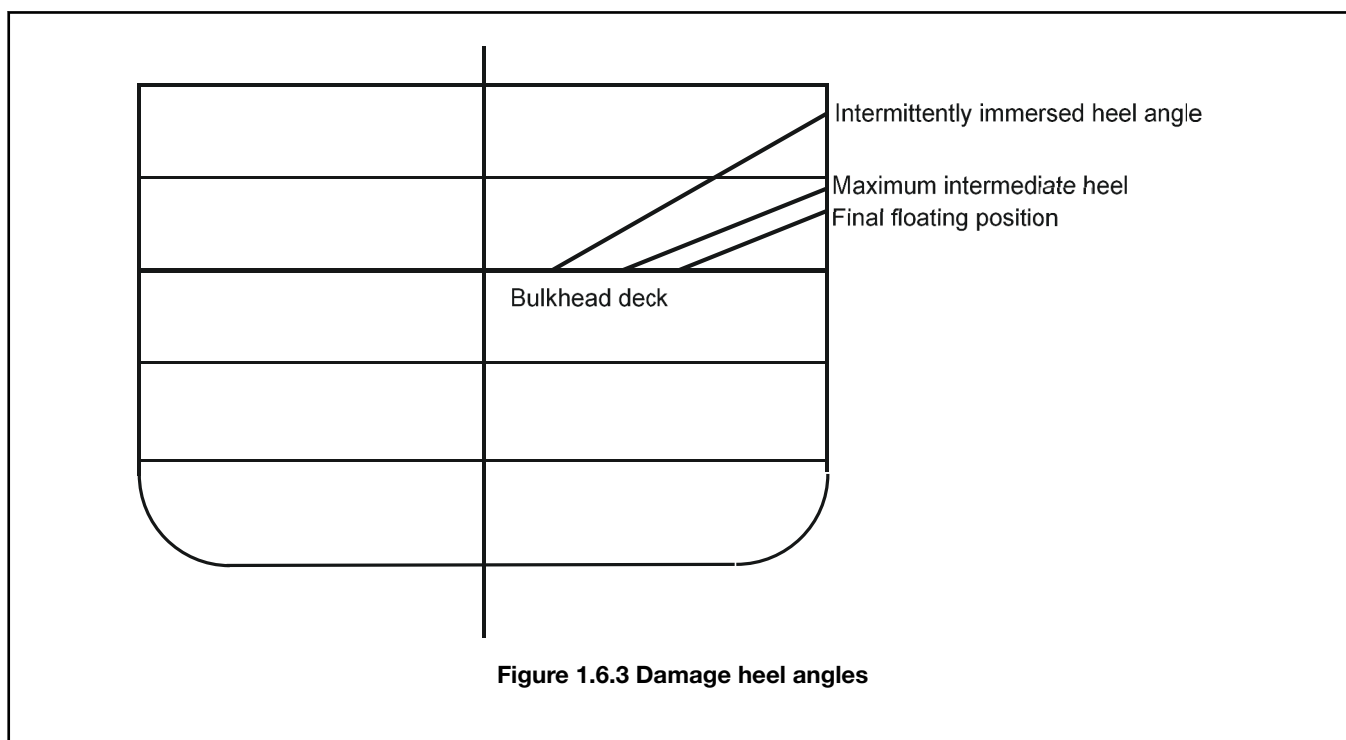 Intermittently immersed heel angle
Maximum intermediate heel
Final floating position
Bulkhead deck
Figure 1.6.3 Damage heel angles